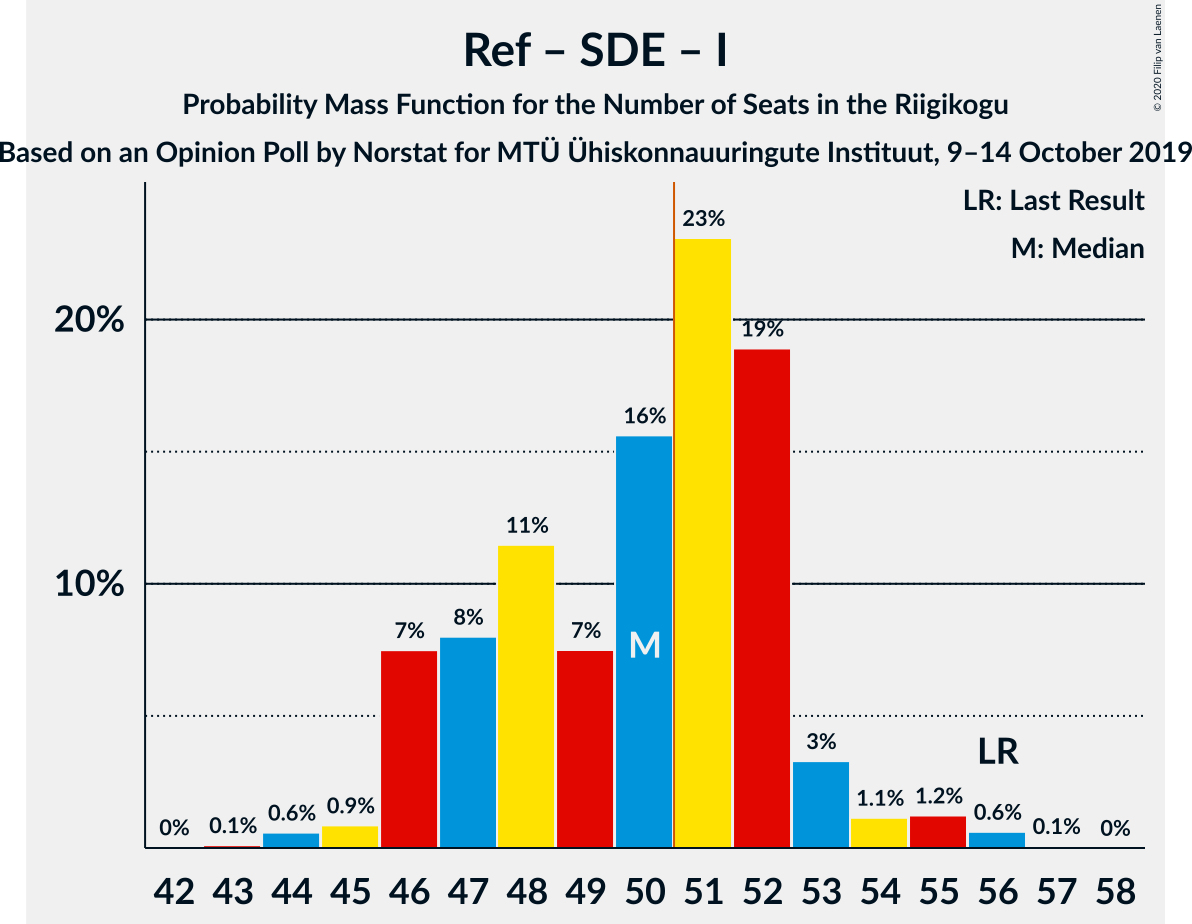 Ref – SDE – I
Probability Mass Function for the Number of Seats in the Riigikogu
Based on an Opinion Poll by Norstat for MTÜ Ühiskonnauuringute Instituut, 9–14 October 2019
© 2020 Filip van Laenen
LR: Last Result
M: Median
23%
20%
19%
16%
11%
10%
8%
7%
7%
M
3%
LR
0%
0.1%
0.6%
0.9%
1.1%
1.2%
0.6%
0.1%
0%
42 43 44 45 46 47 48 49 50 51 52 53 54 55 56 57 58